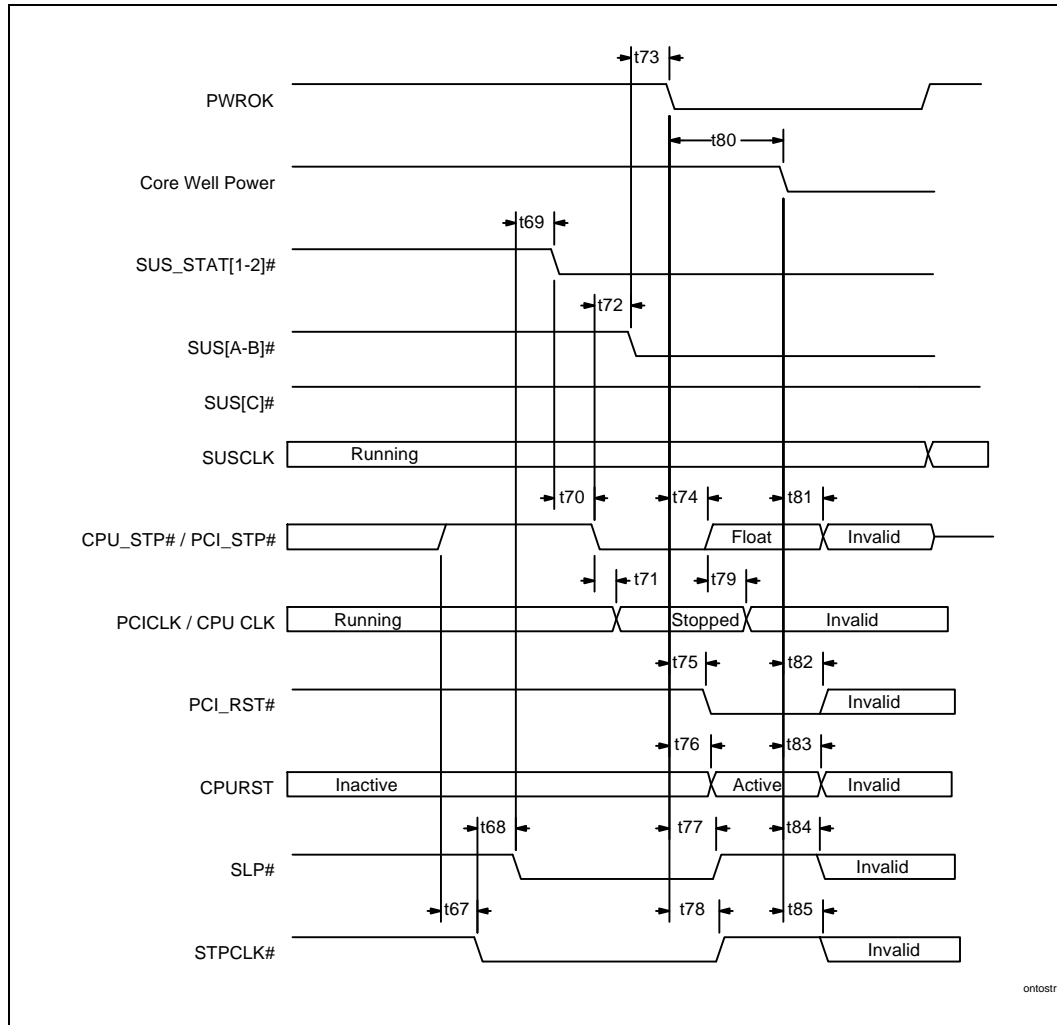 t73
PWROK
t80
Core Well Power
t69
SUS_STAT[1-2]#
t72
SUS[A-B]#
SUS[C]#
SUSCLK Running
t70 t74 t81
CPU_STP# / PCI_STP# Float Invalid
t71 t79
PCICLK / CPU CLK Running Stopped Invalid
t75 t82
PCI_RST# Invalid
t76 t83
CPURST Inactive Active Invalid
t68 t77 t84
SLP# Invalid
t67 t78 t85
STPCLK# Invalid
ontostr